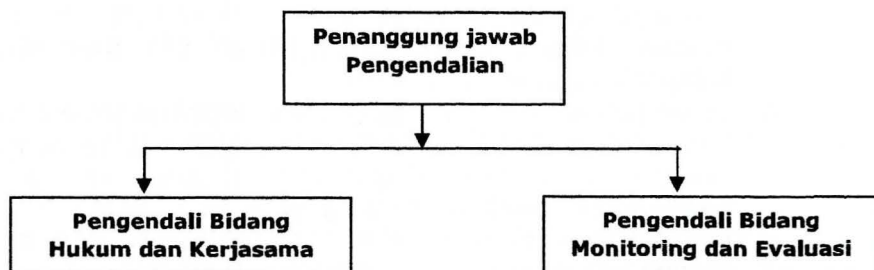 Penanggung jawab
Pengendalian
Pengendali Bidang
Hukum dan Kerjasama
Pengendali Bidang
Monitoring dan Evaluasi